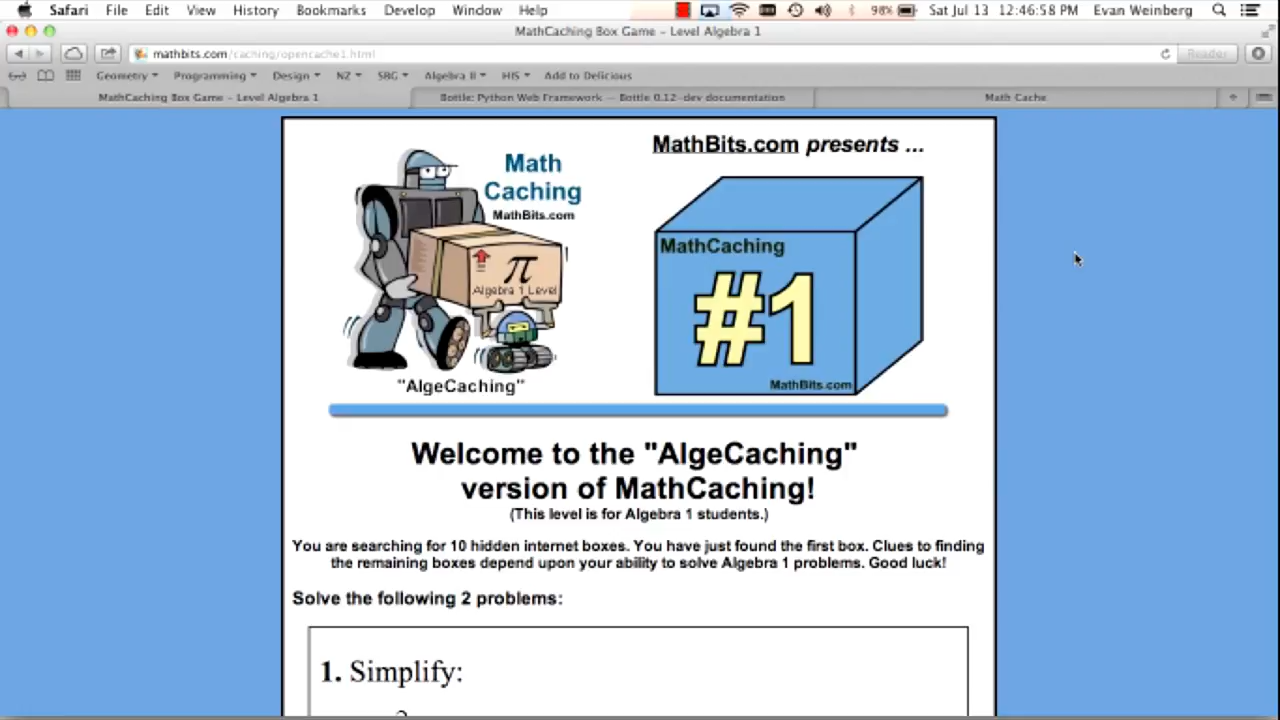 Safari File Edit View History Bookmarks Develop Window Help 98% Sat Jul 13 12:46:58 PM Evan Weinberg
MathCaching Box Game – Level Algebra 1
mathbits.com/caching/opencache1.html Reader
Geometry Programming Design NZ SBG Algebra II HIS Add to Delicious
MathCaching Box Game – Level Algebra 1 Bottle: Python Web Framework — Bottle 0.12-dev documentation Math Cache
MathBits.com presents ...
Math
Caching
MathBits.com
π
Algebra 1 Level
"AlgeCaching"
MathCaching
#1
MathBits.com
Welcome to the "AlgeCaching"
version of MathCaching!
(This level is for Algebra 1 students.)
You are searching for 10 hidden internet boxes. You have just found the first box. Clues to finding
the remaining boxes depend upon your ability to solve Algebra 1 problems. Good luck!
Solve the following 2 problems:
1. Simplify: